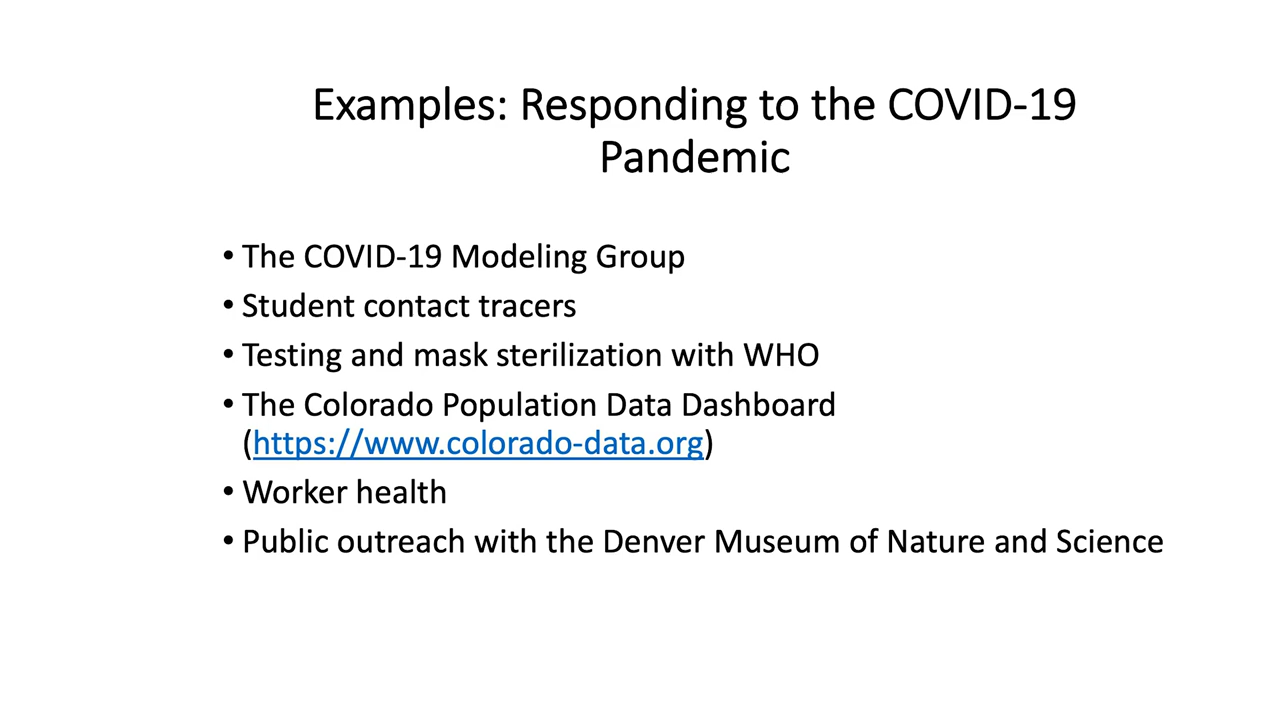 Examples: Responding to the COVID-19
Pandemic
• The COVID-19 Modeling Group
• Student contact tracers
• Testing and mask sterilization with WHO
• The Colorado Population Data Dashboard
(https://www.colorado-data.org)
• Worker health
• Public outreach with the Denver Museum of Nature and Science